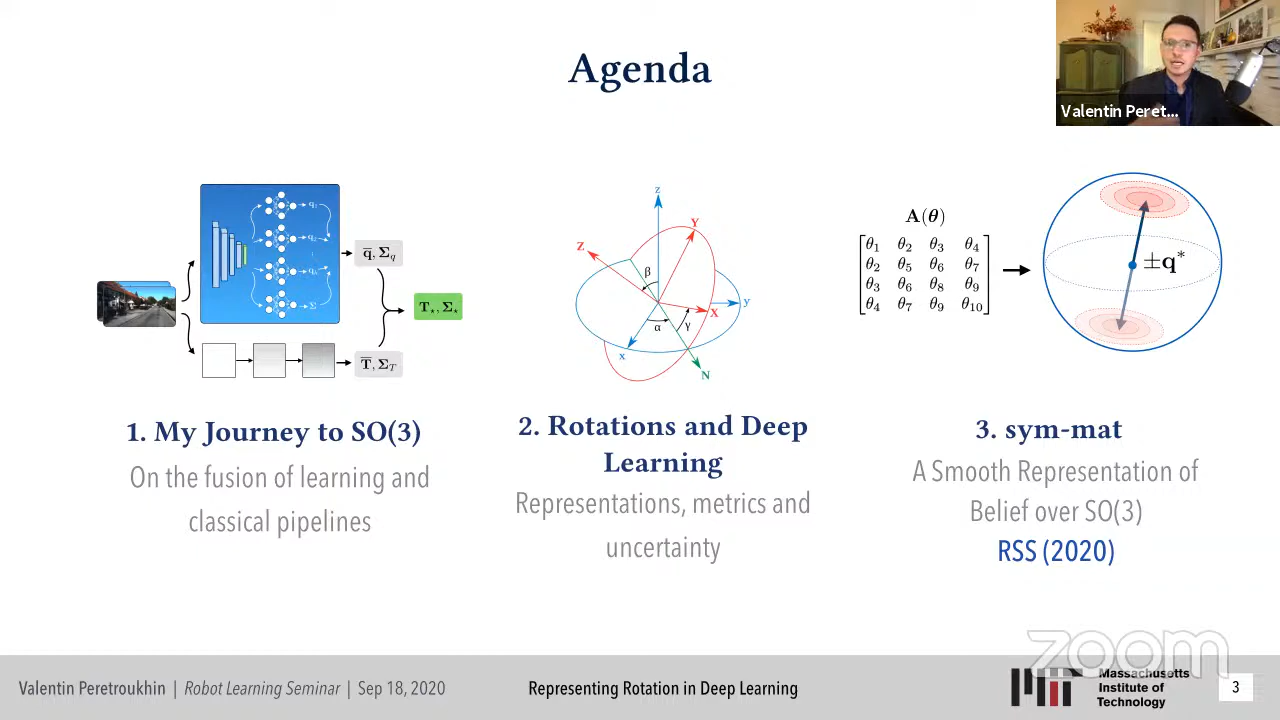 Agenda
Valentin Peret...
q̄, Σ_q
T⋆, Σ⋆
T̄, Σ_T
z
Y
Z
β
y
X
α
γ
x
N
A(θ)
θ1 θ2 θ3 θ4
θ2 θ5 θ6 θ7
θ3 θ6 θ8 θ9
θ4 θ7 θ9 θ10
±q*
1. My Journey to SO(3)
On the fusion of learning and
classical pipelines
2. Rotations and Deep
Learning
Representations, metrics and
uncertainty
3. sym-mat
A Smooth Representation of
Belief over SO(3)
RSS (2020)
zoom
Valentin Peretroukhin | Robot Learning Seminar | Sep 18, 2020
Representing Rotation in Deep Learning
Massachusetts
Institute of
Technology
3